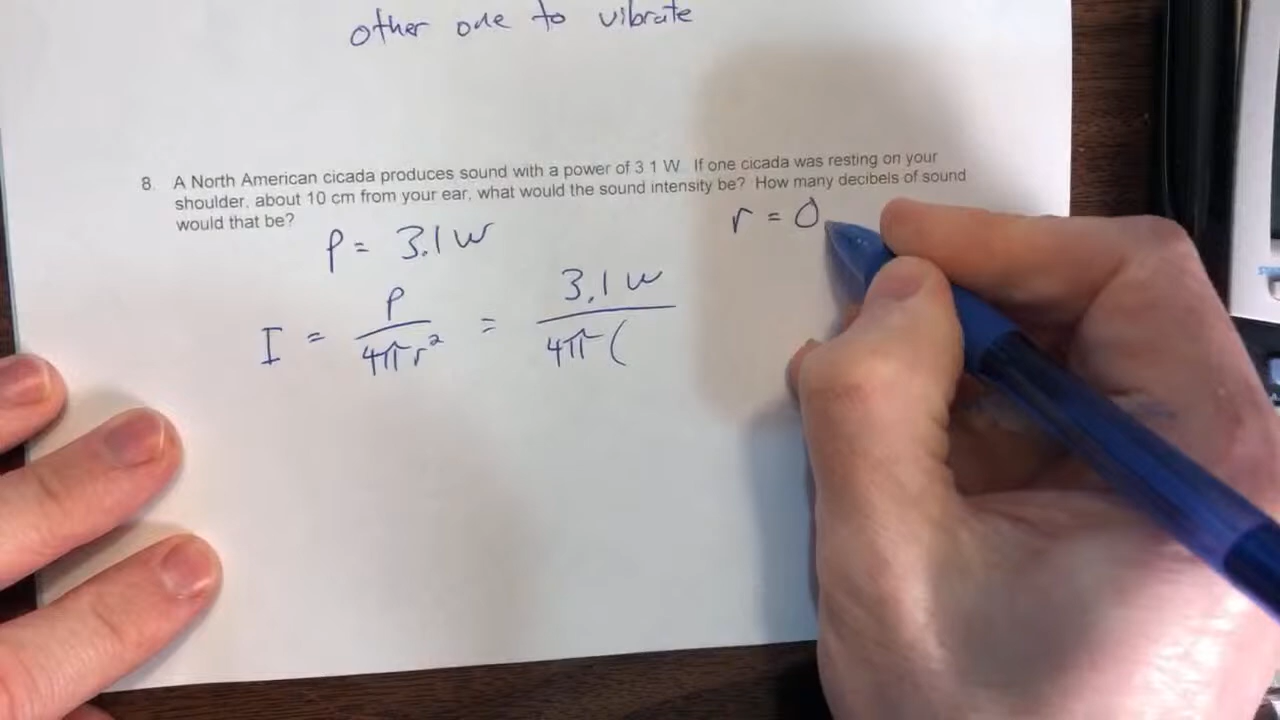 other one to vibrate
8. A North American cicada produces sound with a power of 3 1 W. If one cicada was resting on your
shoulder, about 10 cm from your ear, what would the sound intensity be? How many decibels of sound
would that be?
r = 0.
P = 3.1 W
I = P / 4πr² = 3.1 W / 4π (